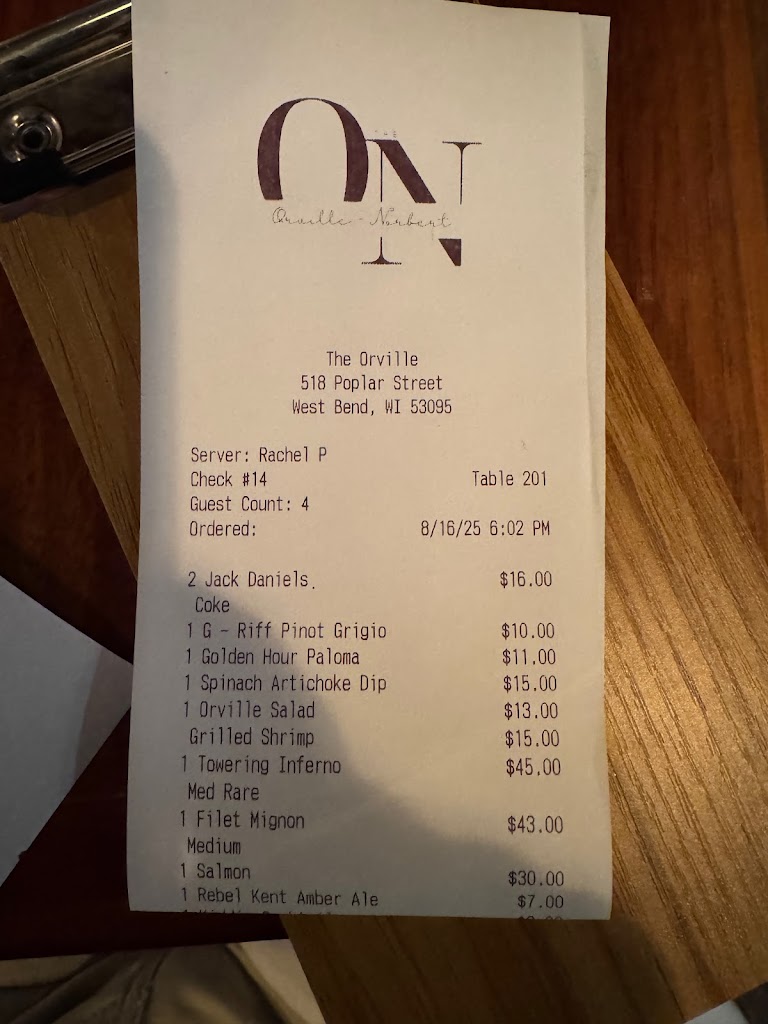 THE
ON
Orville & Norbert
The Orville
518 Poplar Street
West Bend, WI 53095
Server: Rachel P
Check #14 Table 201
Guest Count: 4
Ordered: 8/16/25 6:02 PM
2 Jack Daniels. $16.00
Coke
1 G - Riff Pinot Grigio $10.00
1 Golden Hour Paloma $11.00
1 Spinach Artichoke Dip $15.00
1 Orville Salad $13.00
Grilled Shrimp $15.00
1 Towering Inferno $45.00
Med Rare
1 Filet Mignon $43.00
Medium
1 Salmon $30.00
1 Rebel Kent Amber Ale $7.00